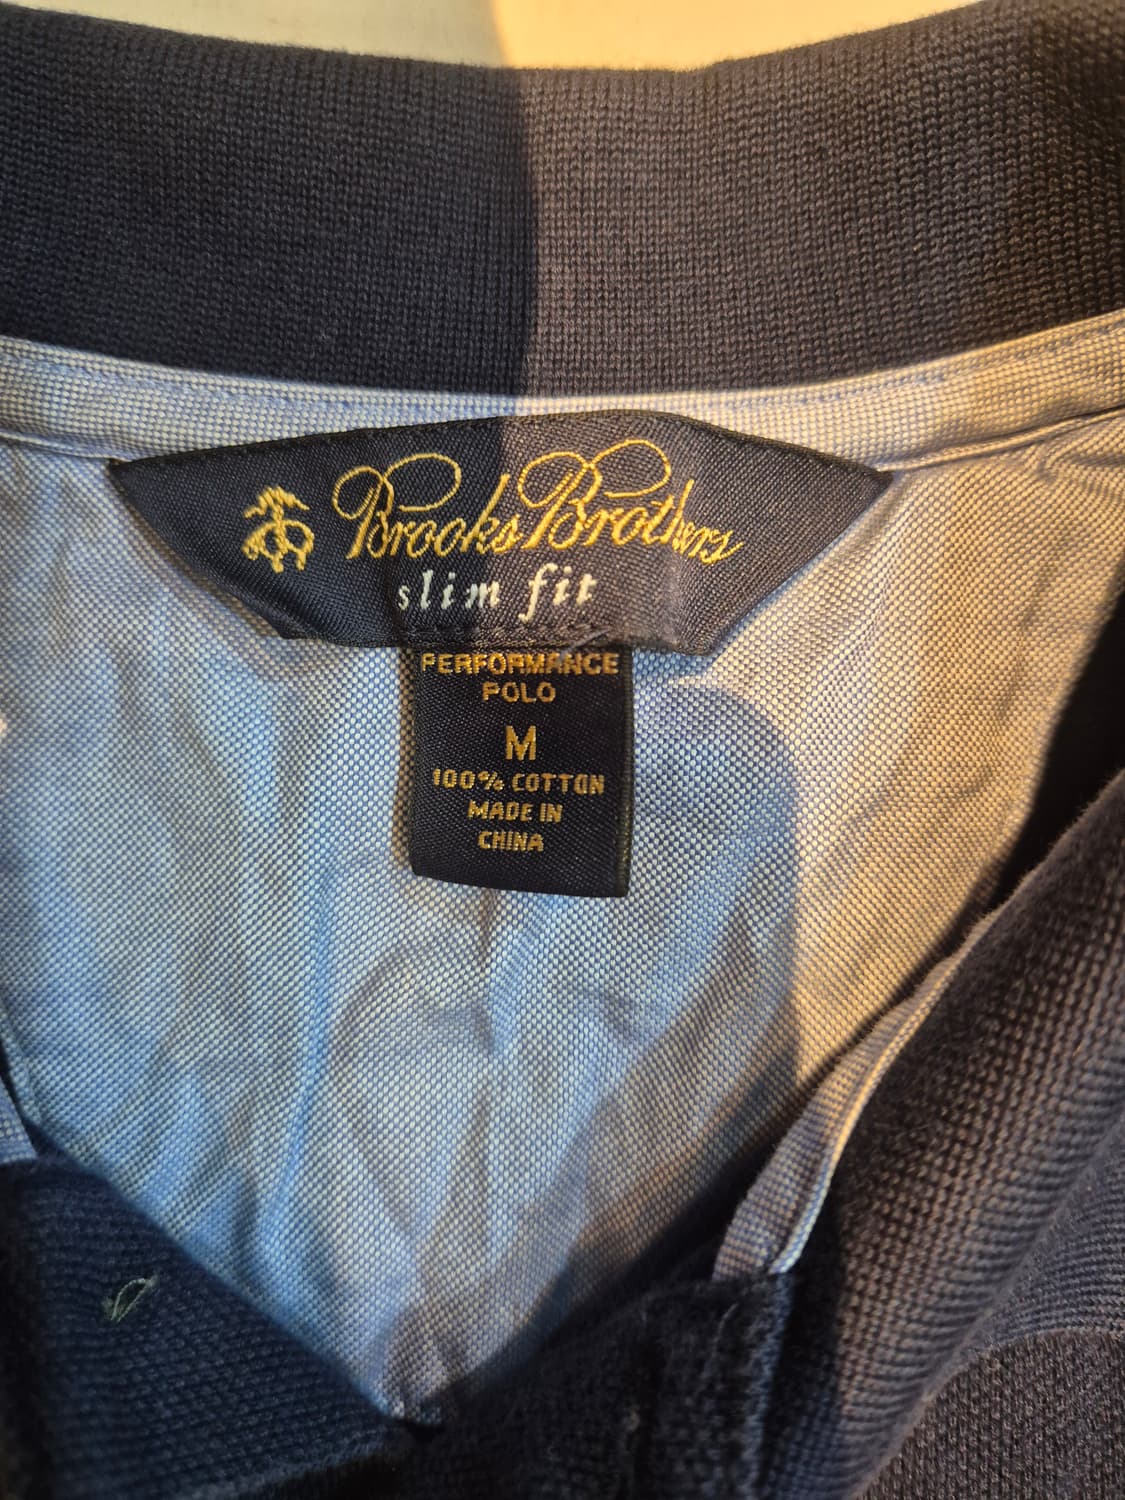 Brooks Brothers
slim fit
PERFORMANCE
POLO
M
100% COTTON
MADE IN
CHINA